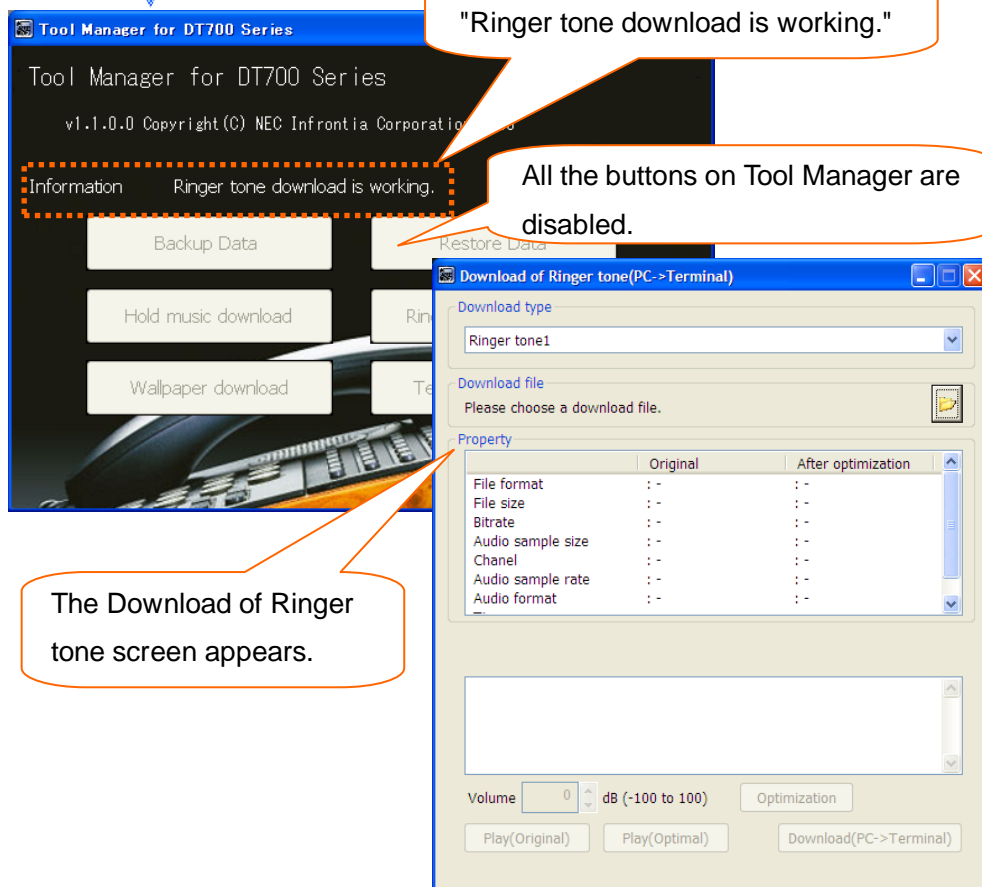 "Ringer tone download is working."
Tool Manager for DT700 Series
Tool Manager for DT700 Series
v1.1.0.0 Copyright(C) NEC Infrontia
Information Ringer tone download is working.
All the buttons on Tool Manager are
disabled.
Backup Data Restore Data
Hold music download
Wallpaper download
Download of Ringer tone(PC->Terminal)
Download type
Ringer tone1
Download file
Please choose a download file.
Property
Original After optimization
File format : - : -
File size : - : -
Bitrate : - : -
Audio sample size : - : -
Chanel : - : -
Audio sample rate : - : -
Audio format : - : -
The Download of Ringer
tone screen appears.
Volume 0 dB (-100 to 100) Optimization
Play(Original) Play(Optimal) Download(PC->Terminal)